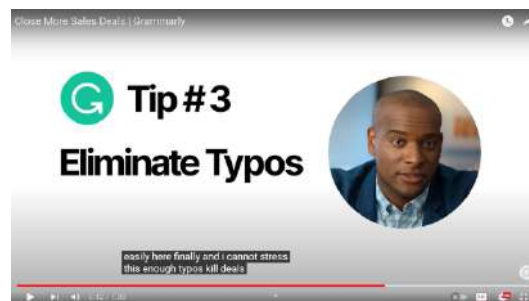 Close More Sales Deals | Grammarly
Tip #3
Eliminate Typos
easily here finally and i cannot stress
this enough typos kill deals